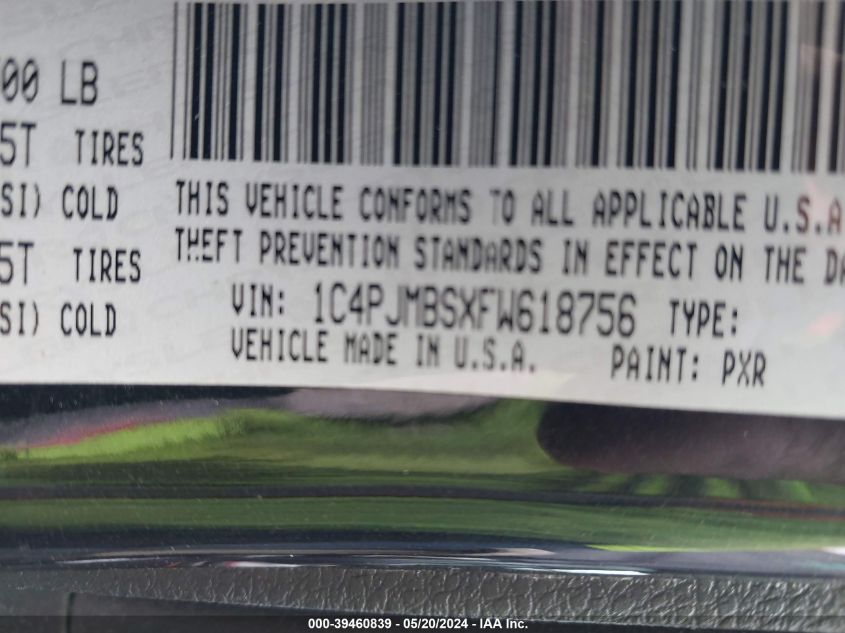 00 LB
5T TIRES
SI) COLD
5T TIRES
SI) COLD
THIS VEHICLE CONFORMS TO ALL APPLICABLE U.S.A
THEFT PREVENTION STANDARDS IN EFFECT ON THE DA
VIN: 1C4PJMBSXFW618756 TYPE:
VEHICLE MADE IN U.S.A. PAINT: PXR
000-39460839 / 05/20/2024 - IAA Inc.